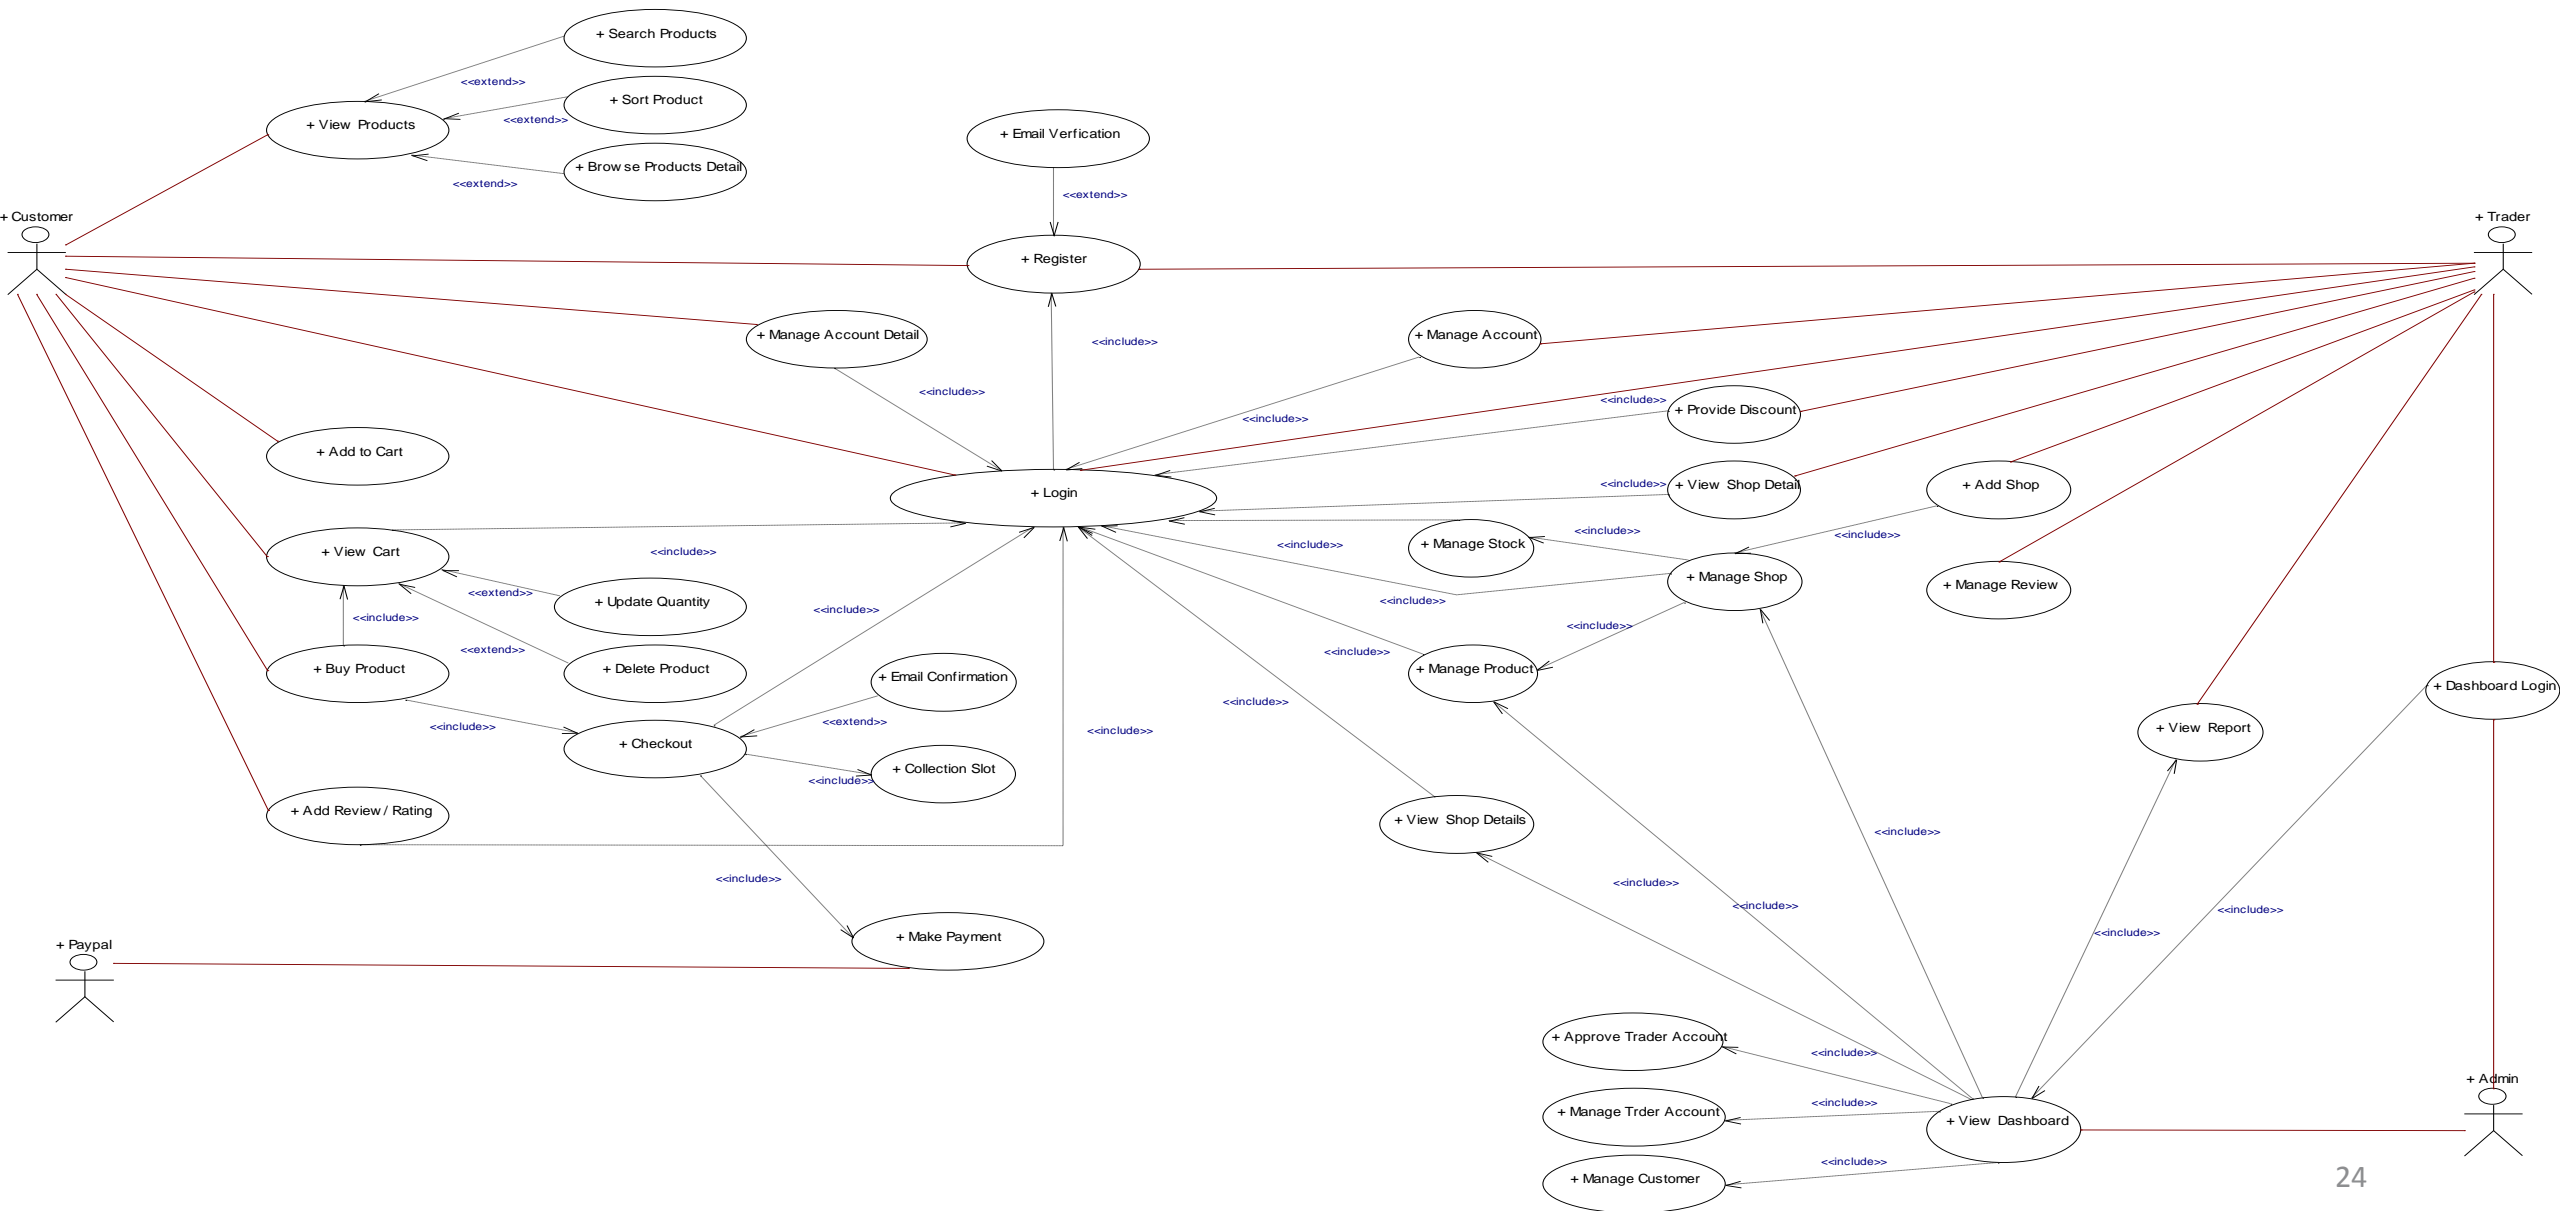 + Search Products
<<extend>>
+ Sort Product
+ View Products
<<extend>>
+ Browse Products Detail
<<extend>>
+ Email Verfication
<<extend>>
+ Customer
+ Trader
+ Register
+ Manage Account Detail
<<include>>
+ Manage Account
<<include>>
<<include>>
<<include>>
+ Provide Discount
+ Add to Cart
+ Login
<<include>>
+ View Shop Detail
+ Add Shop
<<include>>
+ View Cart
<<include>>
<<include>>
+ Manage Stock
<<include>>
+ Manage Shop
+ Manage Review
<<extend>>
+ Update Quantity
<<include>>
<<include>>
<<include>>
<<include>>
<<extend>>
<<include>>
+ Buy Product
+ Delete Product
+ Email Confirmation
+ Manage Product
+ Dashboard Login
<<include>>
<<include>>
<<extend>>
<<include>>
+ Checkout
+ View Report
+ Collection Slot
<<include>>
+ Add Review / Rating
+ View Shop Details
<<include>>
<<include>>
<<include>>
<<include>>
<<include>>
<<include>>
+ Make Payment
+ Paypal
+ Approve Trader Account
<<include>>
+ Admin
+ Manage Trder Account
<<include>>
+ View Dashboard
<<include>>
+ Manage Customer
24